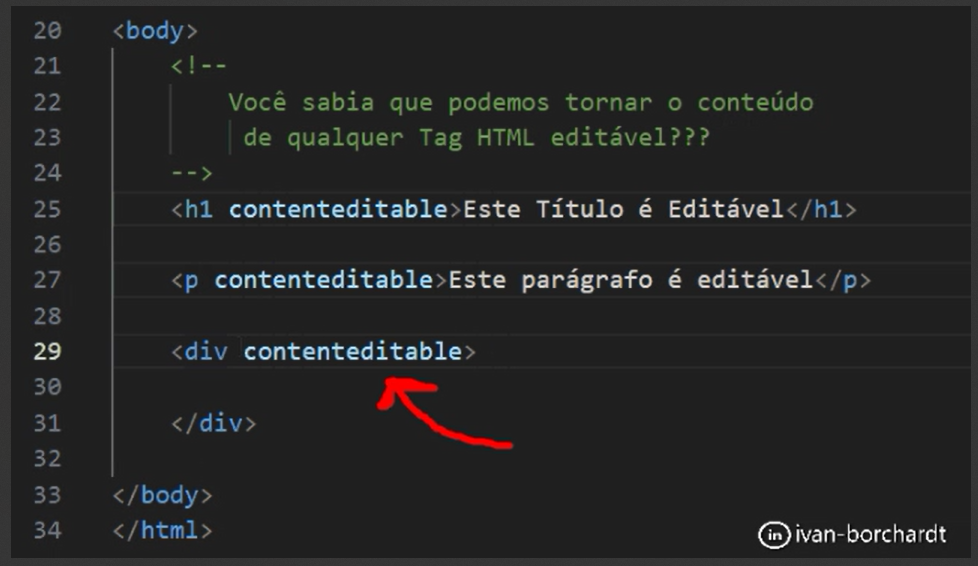 20 <body>
21 <!--
22 Você sabia que podemos tornar o conteúdo
23 de qualquer Tag HTML editável???
24 -->
25 <h1 contenteditable>Este Título é Editável</h1>
26
27 <p contenteditable>Este parágrafo é editável</p>
28
29 <div contenteditable>
30
31 </div>
32
33 </body>
34 </html>
in ivan-borchardt